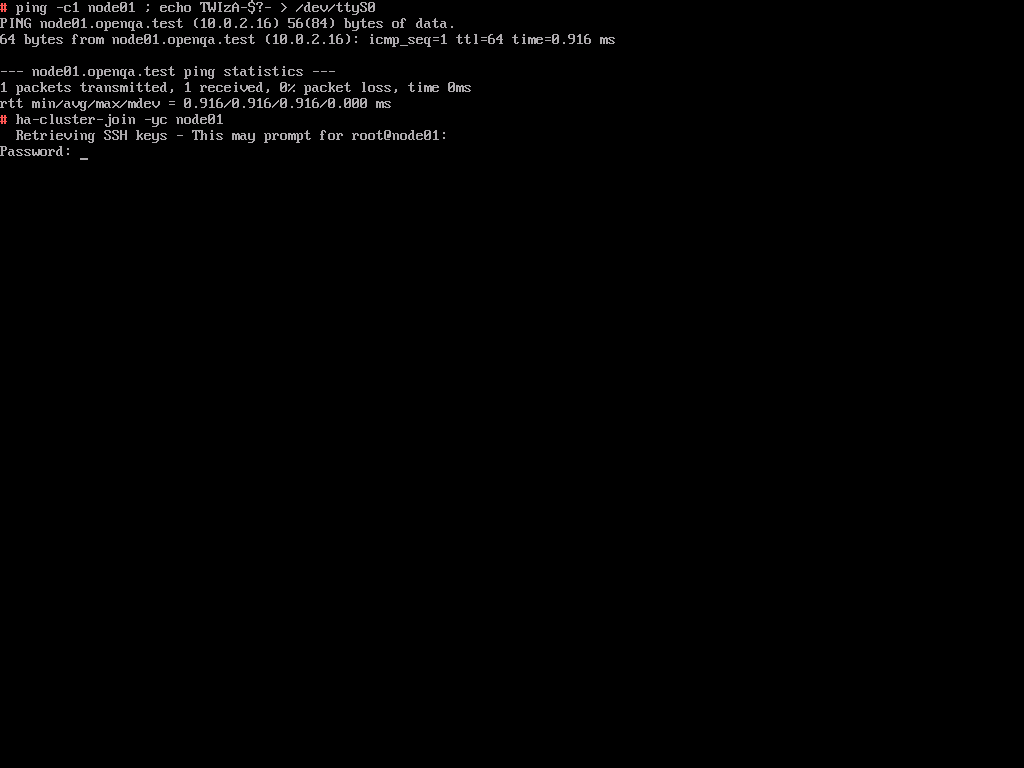 # ping -c1 node01 ; echo TWIzA-$?- > /dev/ttyS0
PING node01.openqa.test (10.0.2.16) 56(84) bytes of data.
64 bytes from node01.openqa.test (10.0.2.16): icmp_seq=1 ttl=64 time=0.916 ms
--- node01.openqa.test ping statistics ---
1 packets transmitted, 1 received, 0% packet loss, time 0ms
rtt min/avg/max/mdev = 0.916/0.916/0.916/0.000 ms
# ha-cluster-join -yc node01
  Retrieving SSH keys - This may prompt for root@node01:
Password: _